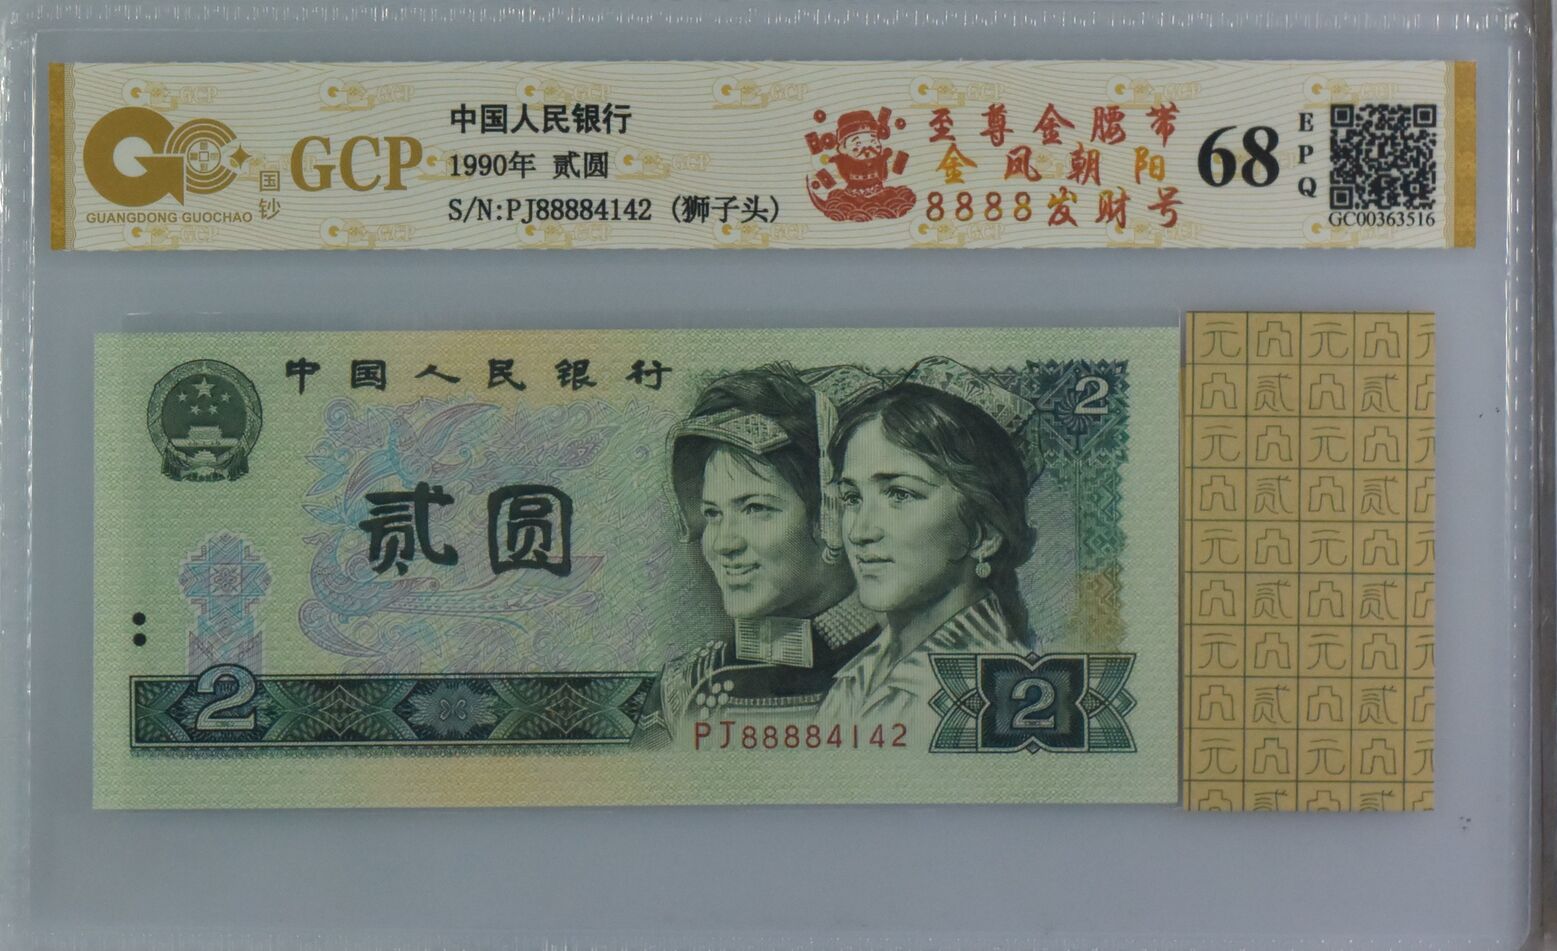 国钞
GCP
GUANGDONG GUOCHAO
中国人民银行
1990年 贰圆
S/N:PJ88884142 (狮子头)
至尊金腰带
金凤朝阳
8888发财号
68
EPQ
GC00363516
中国人民银行
贰圆
2
2
2
PJ88884142